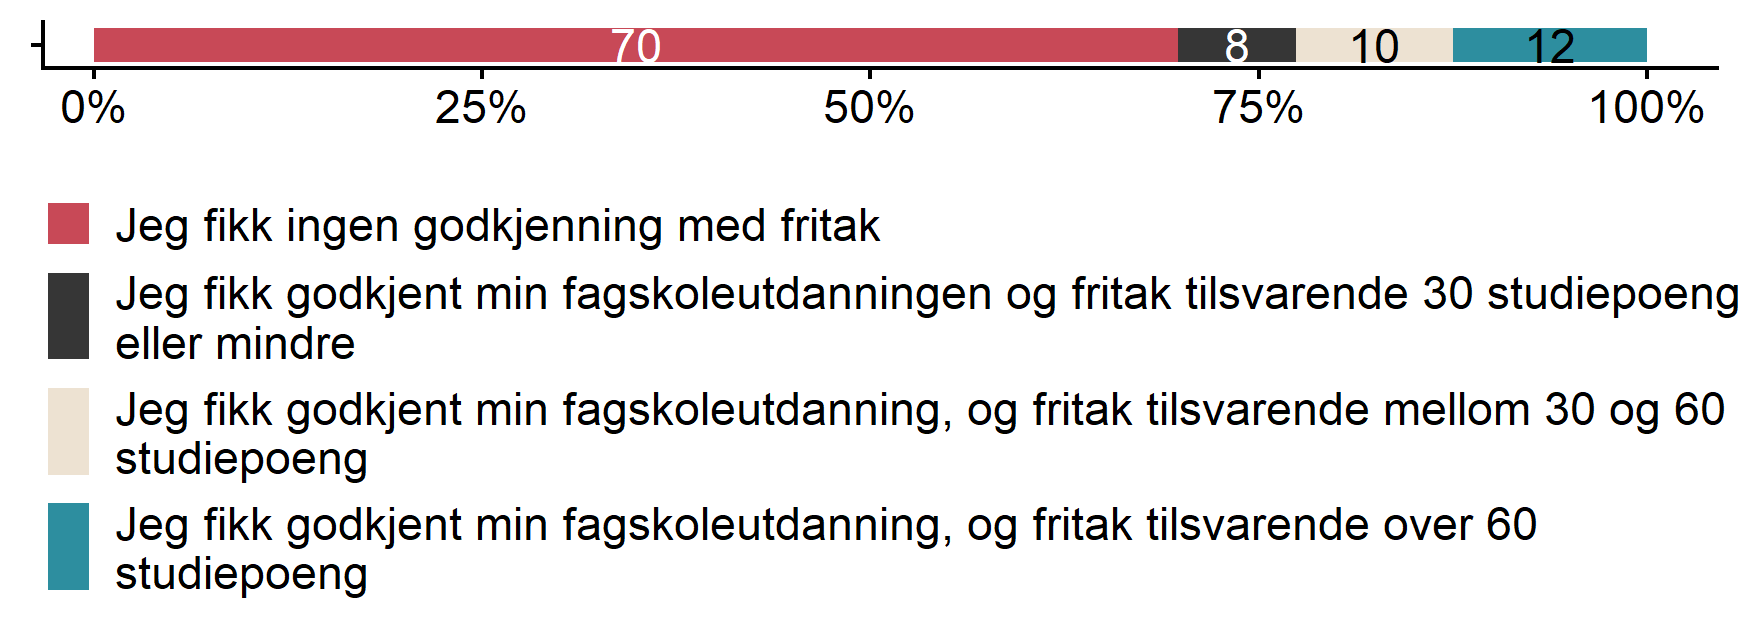 70 8 10 12
0% 25% 50% 75% 100%
Jeg fikk ingen godkjenning med fritak
Jeg fikk godkjent min fagskoleutdanningen og fritak tilsvarende 30 studiepoeng
eller mindre
Jeg fikk godkjent min fagskoleutdanning, og fritak tilsvarende mellom 30 og 60
studiepoeng
Jeg fikk godkjent min fagskoleutdanning, og fritak tilsvarende over 60
studiepoeng